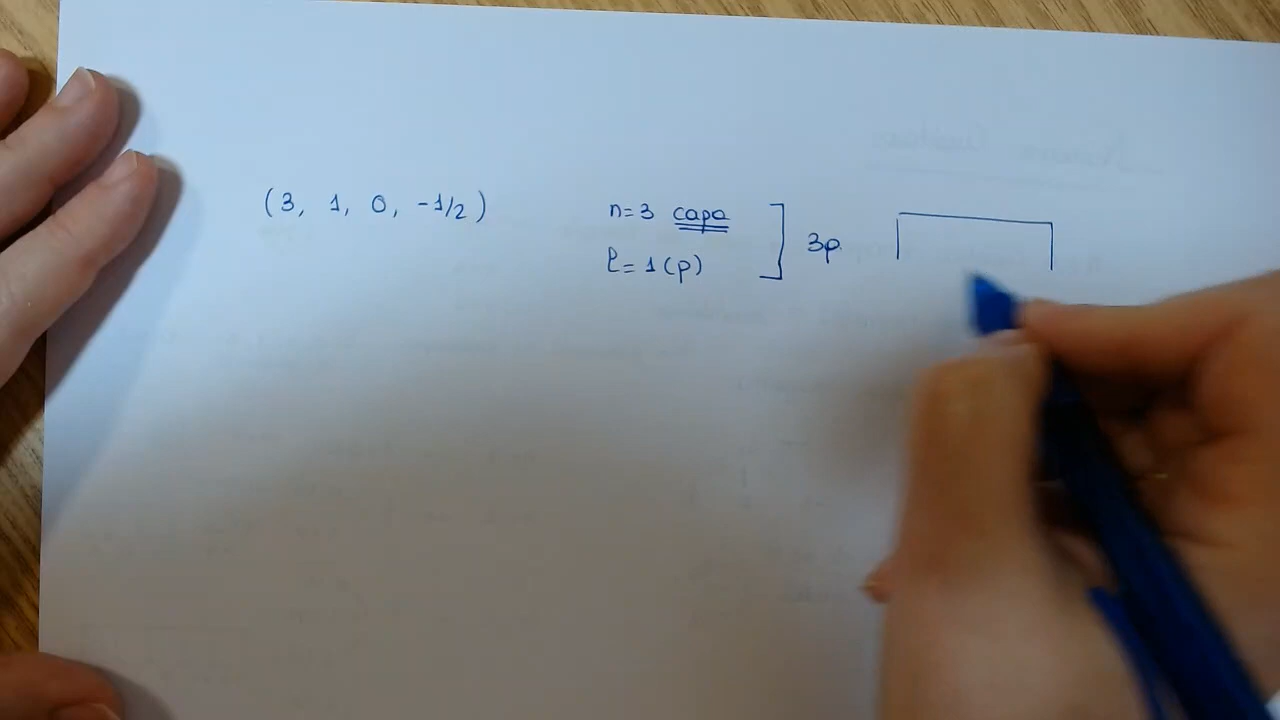 (3, 1, 0, -1/2) n=3 capa ] 3p
ℓ=1(p)